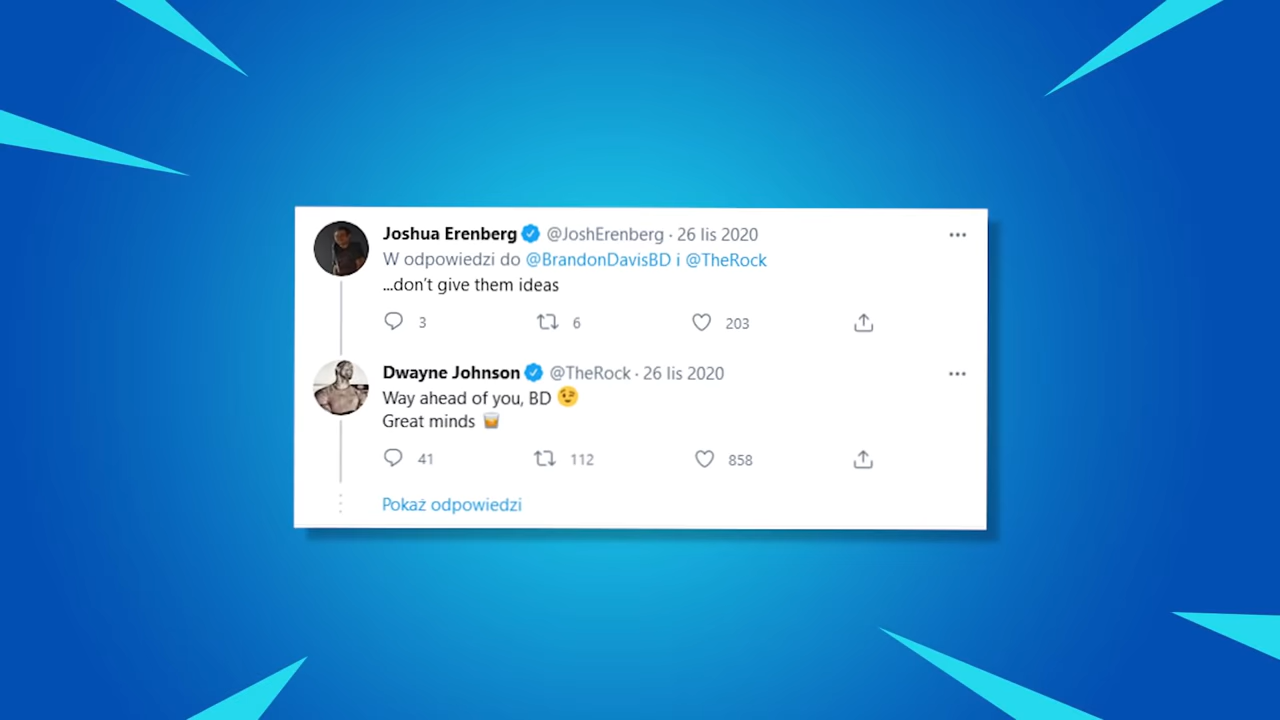 Joshua Erenberg @JoshErenberg · 26 lis 2020
W odpowiedzi do @BrandonDavisBD i @TheRock
...don't give them ideas
3 6 203
Dwayne Johnson @TheRock · 26 lis 2020
Way ahead of you, BD 😉
Great minds 🥃
41 112 858
Pokaż odpowiedzi